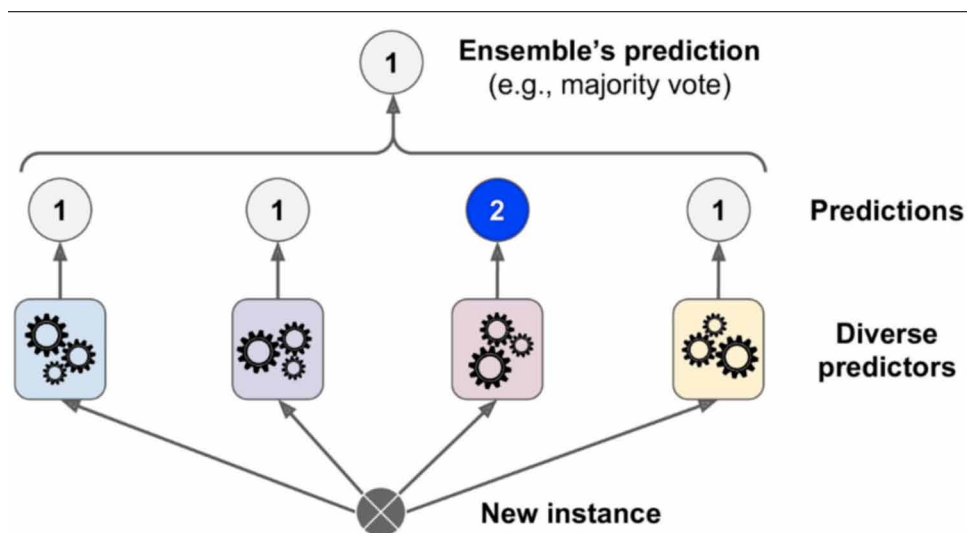 1
Ensemble's prediction
(e.g., majority vote)
1 1 2 1
Predictions
Diverse
predictors
New instance